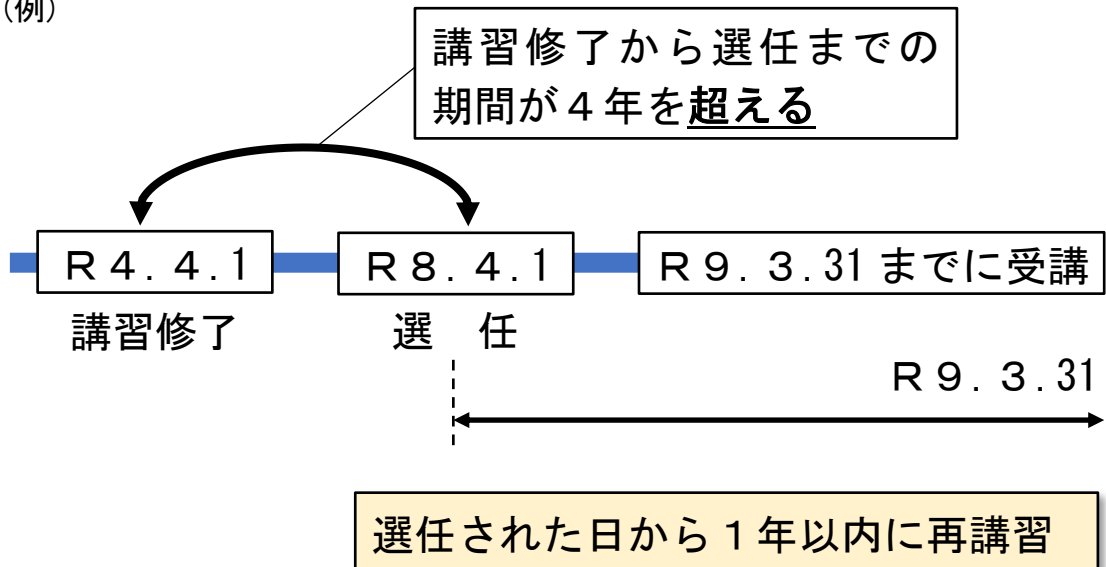 （例）
講習修了から選任までの
期間が４年を超える
Ｒ４．４．１
Ｒ８．４．１
Ｒ９．３．31 までに受講
講習修了
選　任
Ｒ９．３．31
選任された日から１年以内に再講習